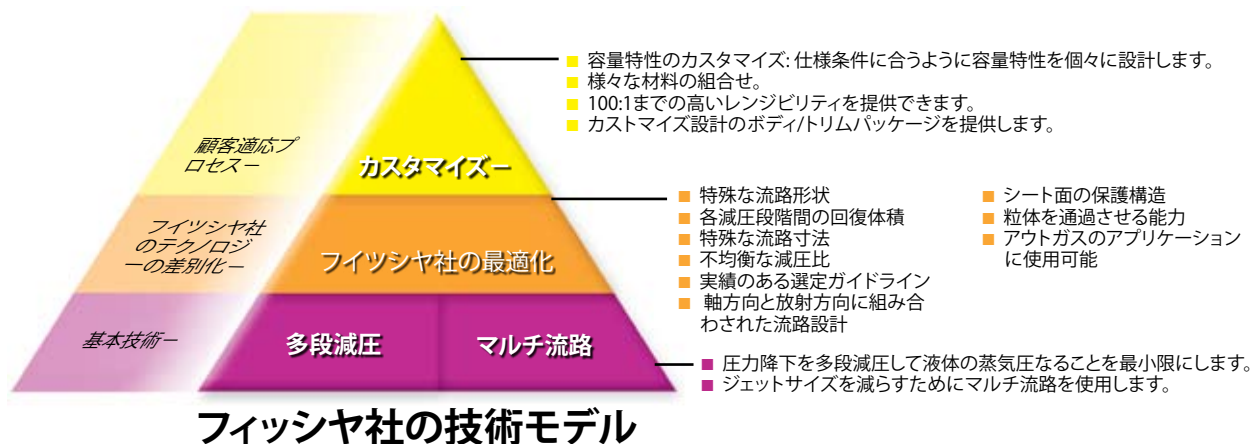 容量特性のカスタマイズ: 仕様条件に合うように容量特性を個々に設計します。
様々な材料の組合せ。
100:1までの高いレンジビリティを提供できます。
カストマイズ設計のボディ/トリムパッケージを提供します。
顧客適応プ
ロセスー
カスタマイズー
特殊な流路形状
各減圧段階間の回復体積
特殊な流路寸法
不均衡な減圧比
実績のある選定ガイドライン
軸方向と放射方向に組み合
わされた流路設計
シート面の保護構造
粒体を通過させる能力
アウトガスのアプリケーション
に使用可能
フイツシヤ社
のテクノロジ
ーの差別化ー
フイツシヤ社の最適化
基本技術ー
多段減圧
マルチ流路
圧力降下を多段減圧して液体の蒸気圧なることを最小限にします。
ジェットサイズを減らすためにマルチ流路を使用します。
フィッシヤ社の技術モデル